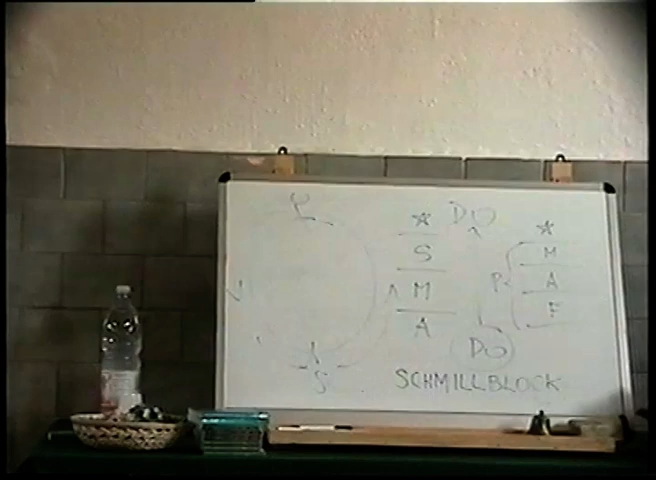 P
* DO *
S M
V M P A
A F
DO
S
SCHMILLBLOCK